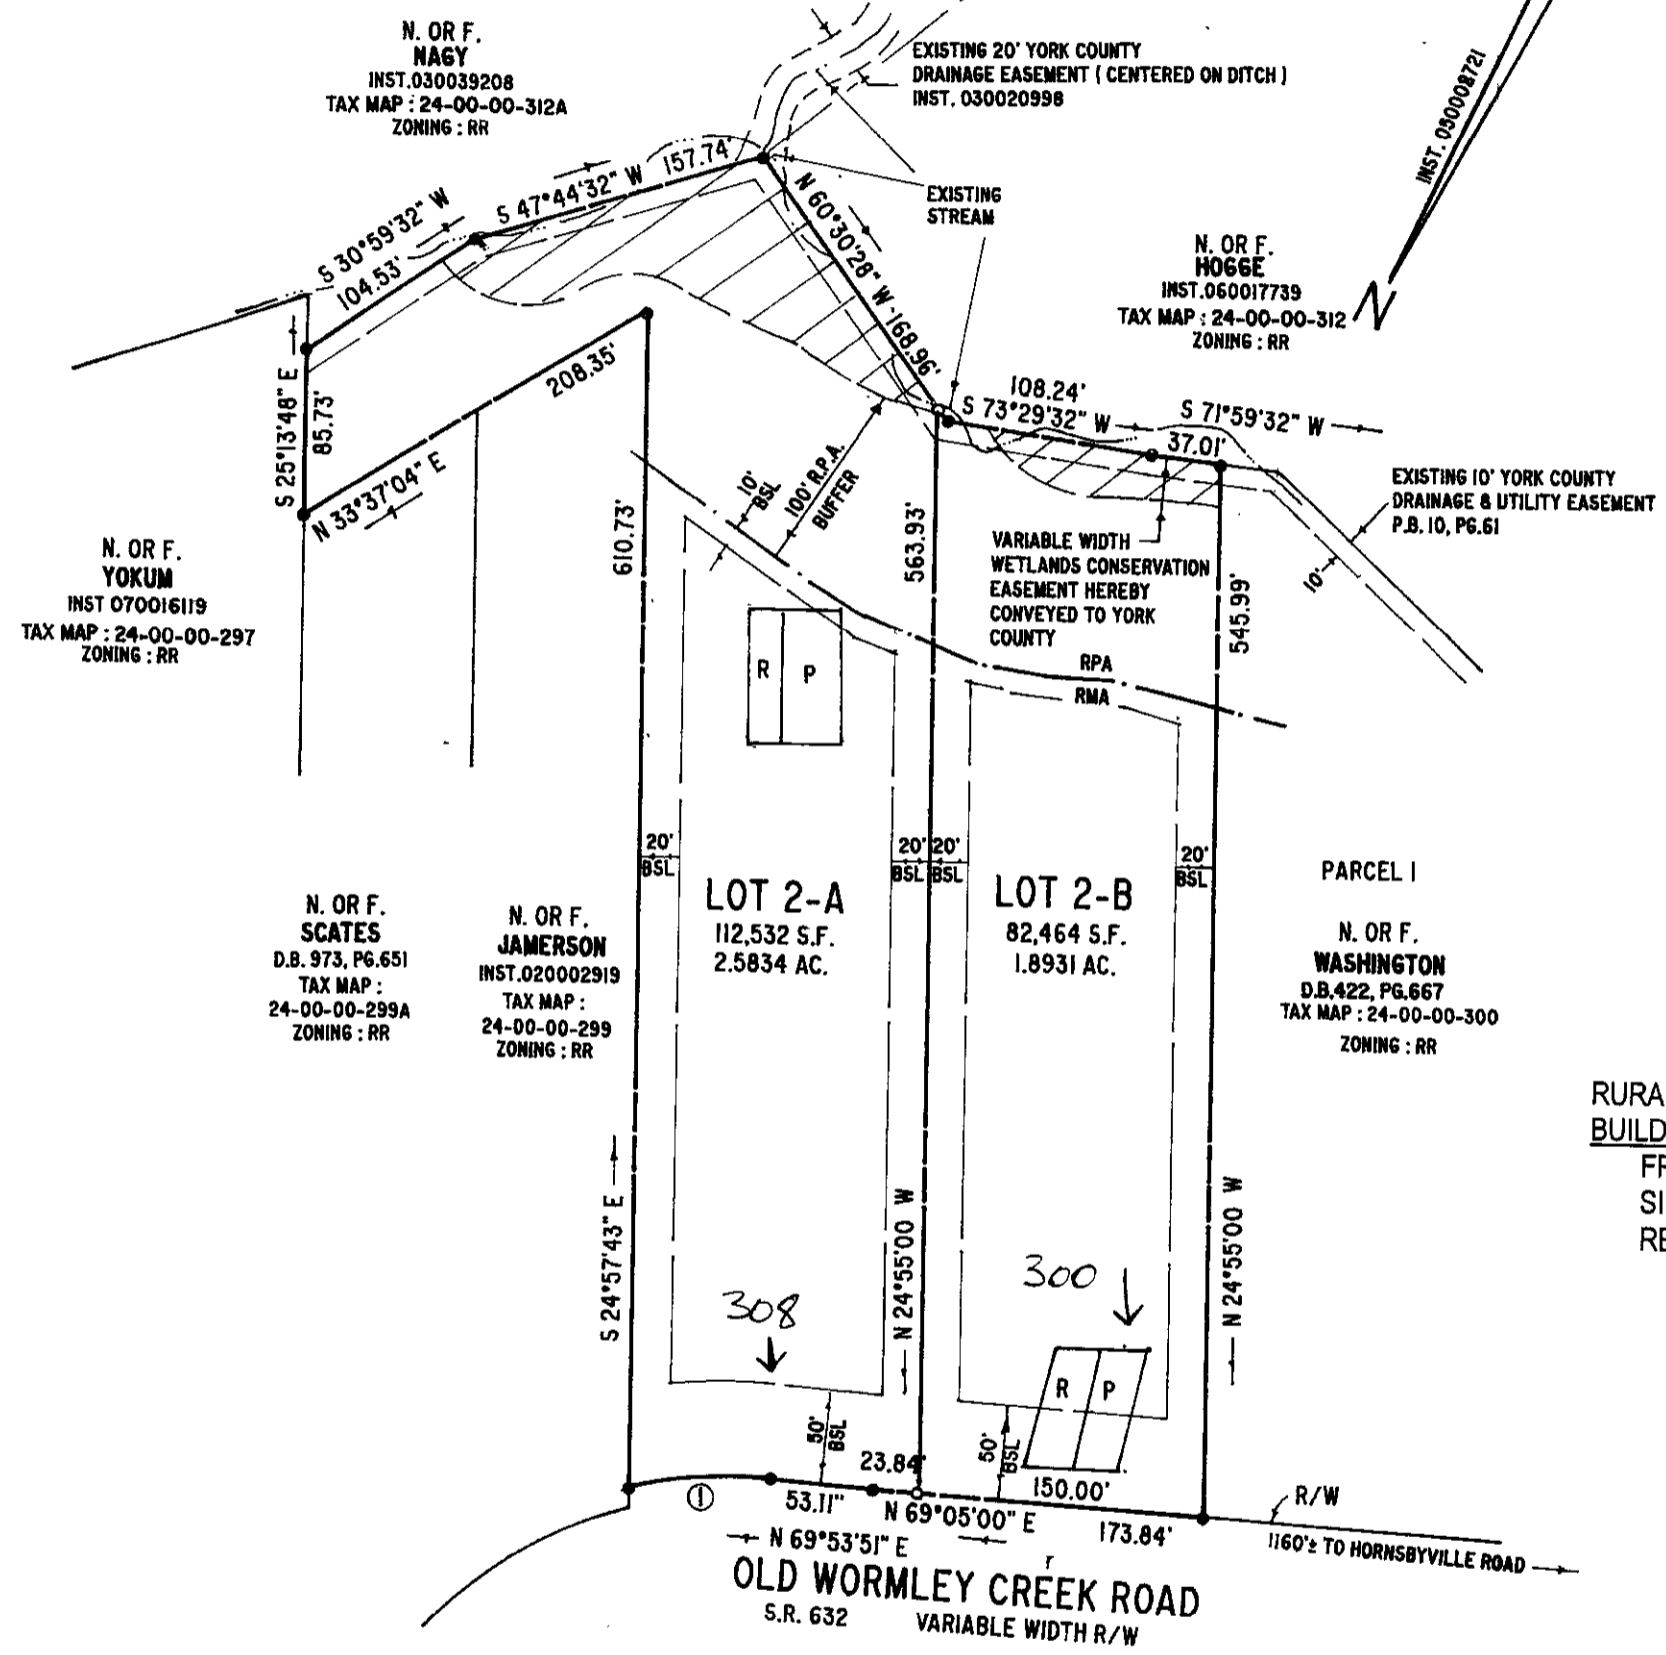 N. OR F.
NAGY
INST.030039208
TAX MAP : 24-00-00-312A
ZONING : RR
EXISTING 20' YORK COUNTY
DRAINAGE EASEMENT ( CENTERED ON DITCH )
INST. 030020998
INST. 050008721
N
EXISTING
STREAM
N. OR F.
HOGGE
INST.060017739
TAX MAP : 24-00-00-312
ZONING : RR
S 30°59'32" W
104.53'
S 47°44'32" W 157.74'
N 60°30'28" W 168.96'
108.24'
S 73°29'32" W
S 71°59'32" W
37.01'
S 25°13'48" E
85.73'
N 33°37'04" E
208.35'
EXISTING 10' YORK COUNTY
DRAINAGE & UTILITY EASEMENT
P.B. 10, PG.61
10'
10'
BSL
100' R.P.A.
BUFFER
610.73'
563.93'
545.99'
VARIABLE WIDTH
WETLANDS CONSERVATION
EASEMENT HEREBY
CONVEYED TO YORK
COUNTY
N. OR F.
YOKUM
INST 070016119
TAX MAP : 24-00-00-297
ZONING : RR
RPA
RMA
R P
20'
BSL
20' 20'
BSL BSL
20'
BSL
PARCEL 1
LOT 2-A
112,532 S.F.
2.5834 AC.
LOT 2-B
82,464 S.F.
1.8931 AC.
N. OR F.
SCATES
D.B. 973, PG.651
TAX MAP :
24-00-00-299A
ZONING : RR
N. OR F.
JAMERSON
INST.020002919
TAX MAP :
24-00-00-299
ZONING : RR
N. OR F.
WASHINGTON
D.B.422, PG.667
TAX MAP : 24-00-00-300
ZONING : RR
RURA
BUILD
FR
SI
RE
S 24°57'43" E
N 24°55'00" W
N 24°55'00" W
308
300
R P
50'
BSL
50'
BSL
23.84'
150.00'
1
53.11"
N 69°05'00" E
173.84'
N 69°53'51" E
R/W
1160'± TO HORNSBYVILLE ROAD
OLD WORMLEY CREEK ROAD
S.R. 632 VARIABLE WIDTH R/W